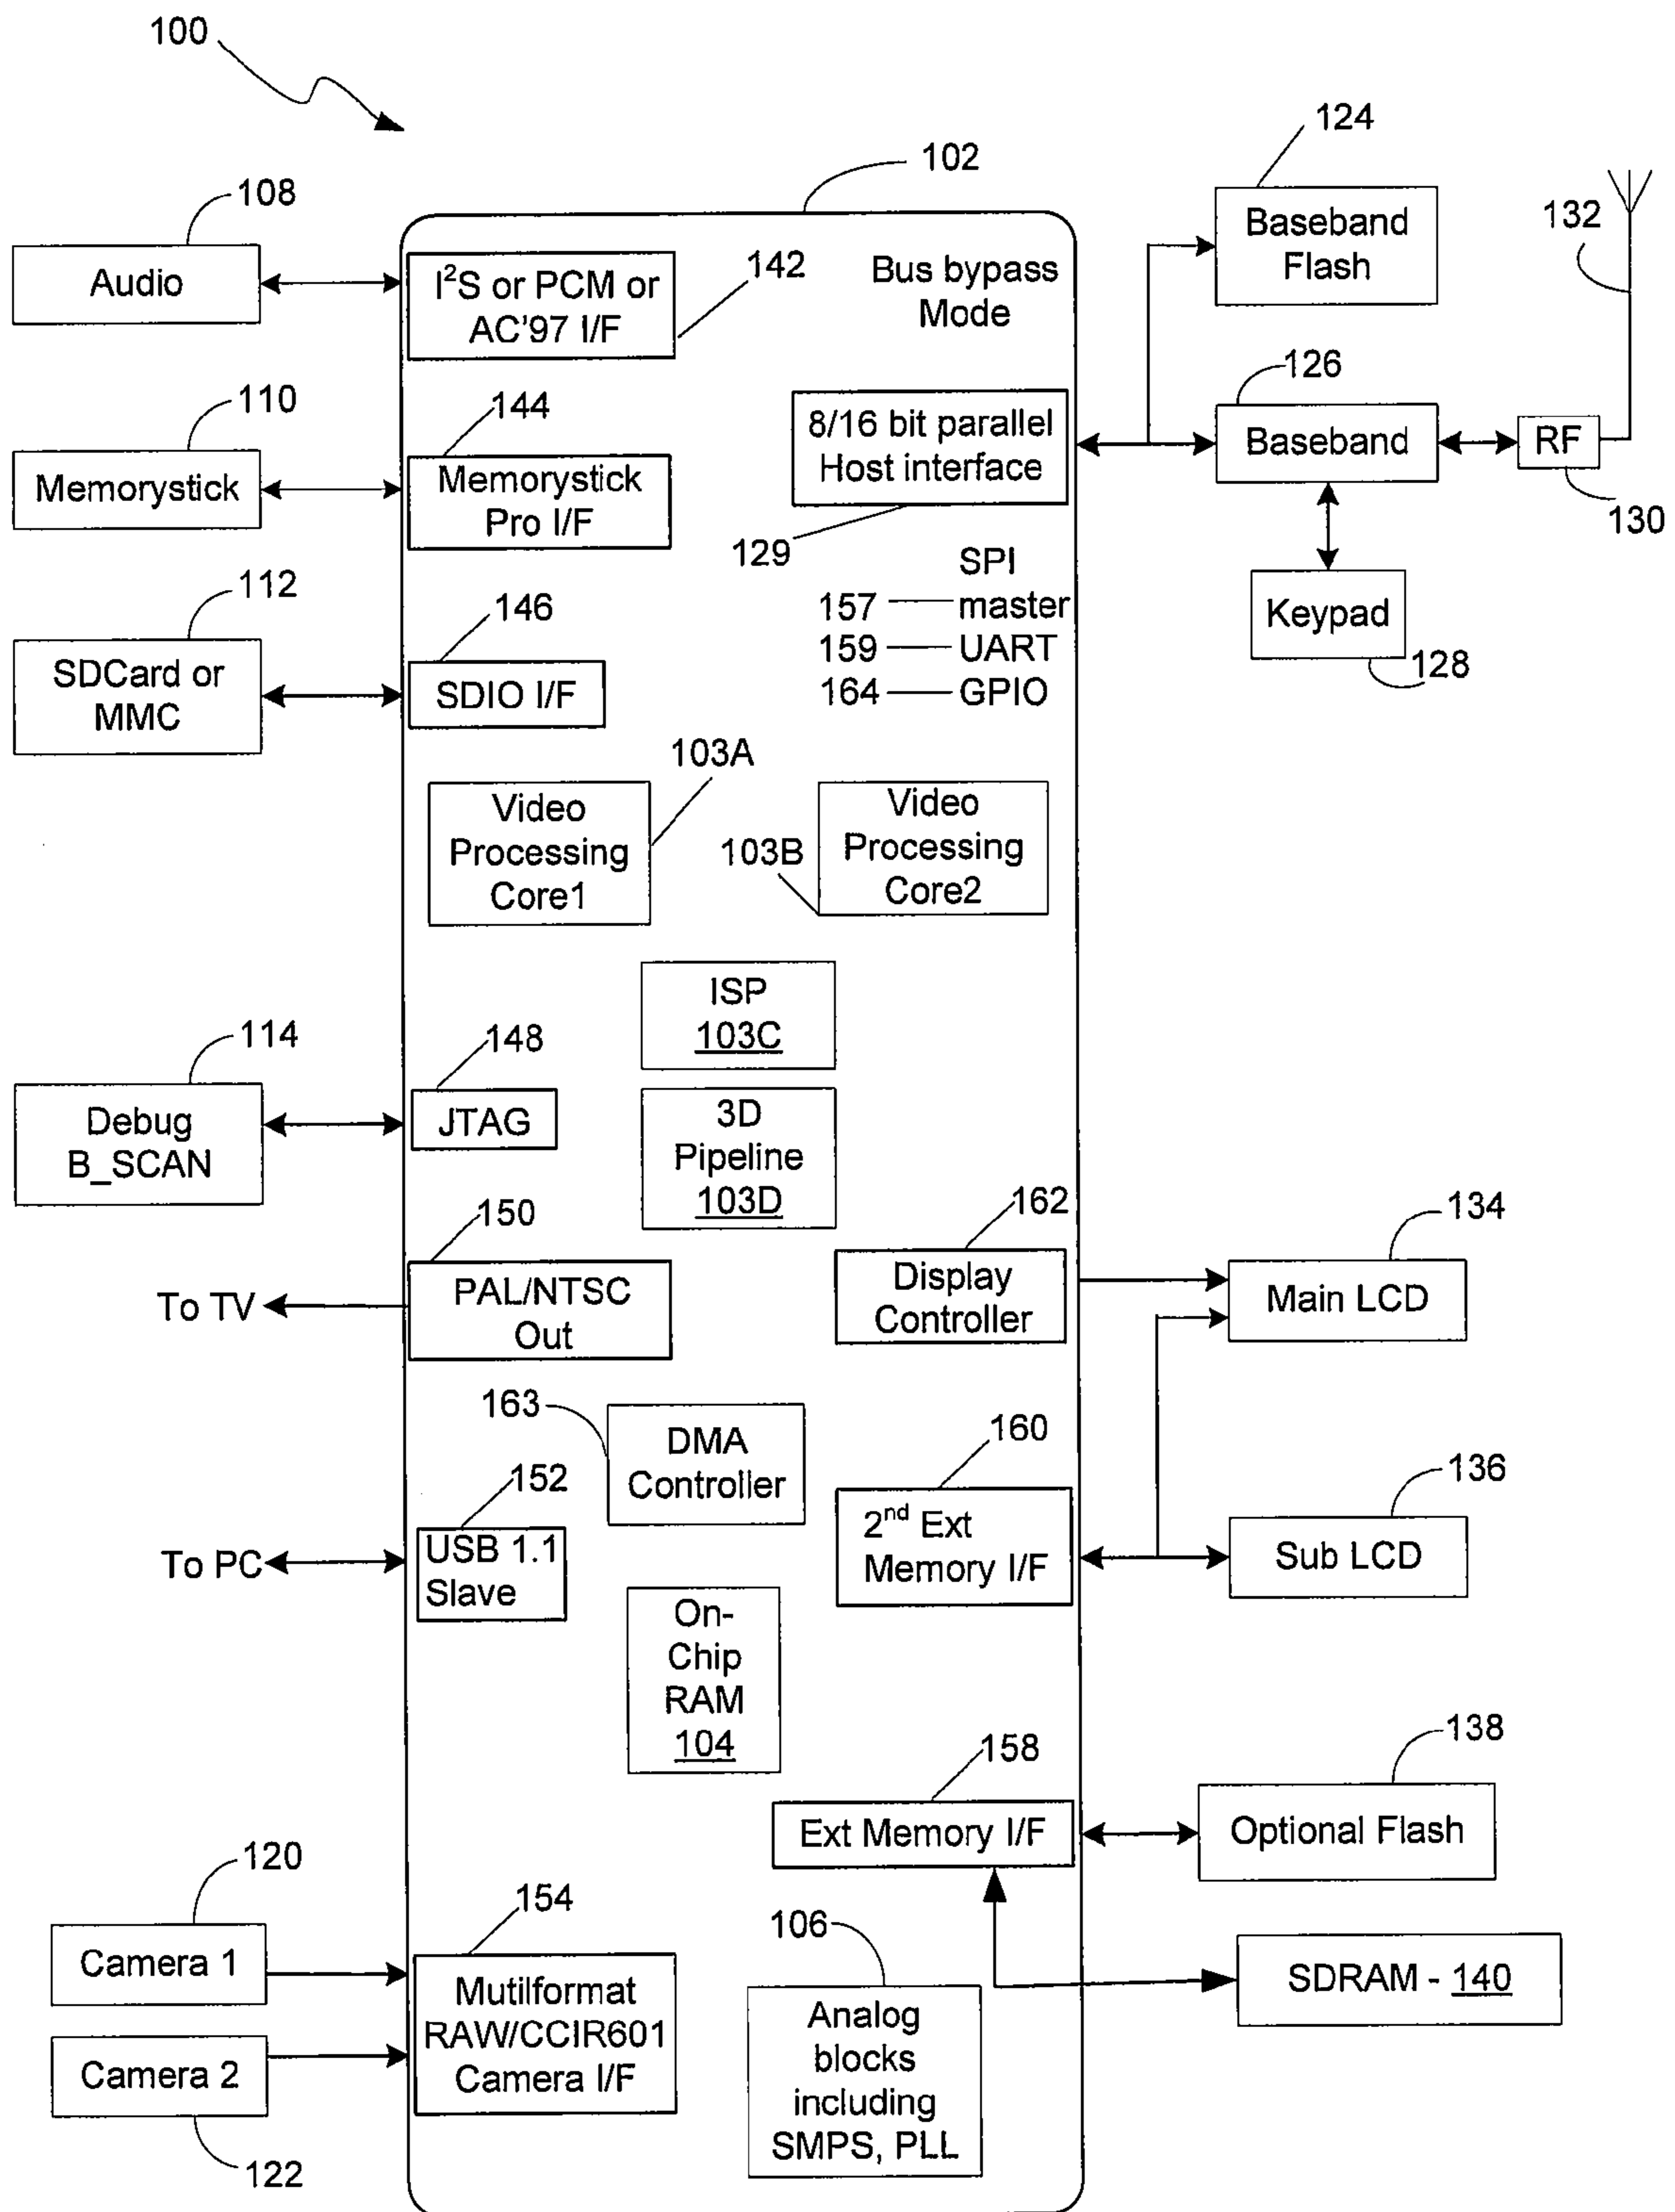 100
102
124
108
132
Audio
I²S or PCM or
AC'97 I/F
142
Bus bypass
Mode
Baseband
Flash
126
110
144
8/16 bit parallel
Host interface
Baseband
RF
Memorystick
Memorystick
Pro I/F
129
130
112
146
SPI
157
master
159
UART
164
GPIO
Keypad
128
SDCard or
MMC
SDIO I/F
103A
Video
Processing
Core1
103B
Video
Processing
Core2
ISP
103C
114
148
Debug
B_SCAN
JTAG
3D
Pipeline
103D
150
162
134
To TV
PAL/NTSC
Out
Display
Controller
Main LCD
163
DMA
Controller
160
136
152
To PC
USB 1.1
Slave
2nd Ext
Memory I/F
Sub LCD
On-
Chip
RAM
104
158
138
Ext Memory I/F
Optional Flash
120
154
106
Camera 1
Mutilformat
RAW/CCIR601
Camera I/F
SDRAM - 140
Camera 2
122
Analog
blocks
including
SMPS, PLL